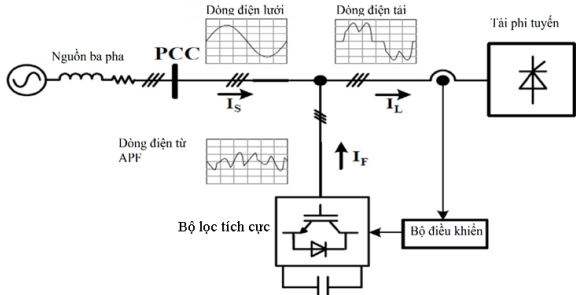 Dòng điện lưới
Dòng điện tải
Tải phi tuyến
Nguồn ba pha
PCC
I_S
I_L
Dòng điện từ
APF
I_F
Bộ lọc tích cực
Bộ điều khiển